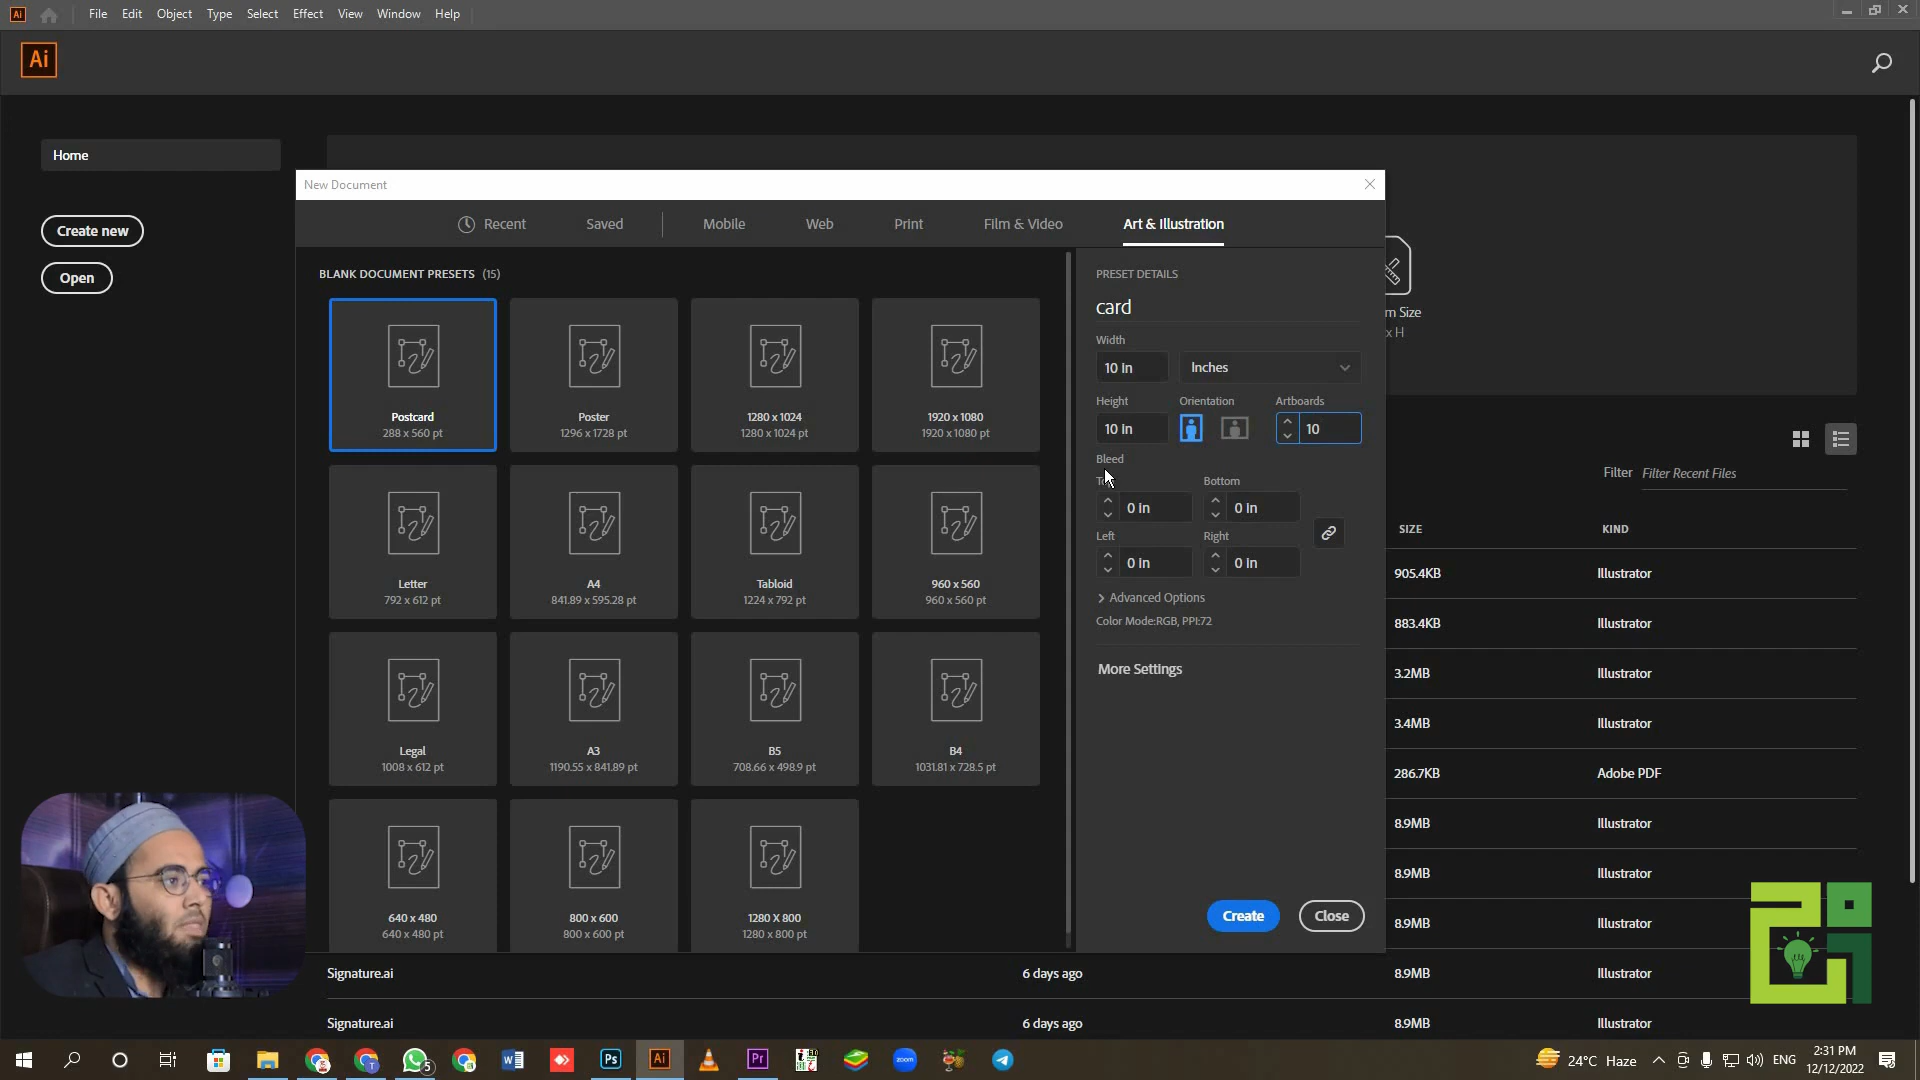 Ai
File Edit Object Type Select Effect View Window Help
Ai
Home
Create new
Open
New Document
Recent Saved Mobile Web Print Film & Video Art & Illustration
BLANK DOCUMENT PRESETS (15)
Postcard
288 x 560 pt
Poster
1296 x 1728 pt
1280 x 1024
1280 x 1024 pt
1920 x 1080
1920 x 1080 pt
Letter
792 x 612 pt
A4
841.89 x 595.28 pt
Tabloid
1224 x 792 pt
960 x 560
960 x 560 pt
Legal
1008 x 612 pt
A3
1190.55 x 841.89 pt
B5
708.66 x 498.9 pt
B4
1031.81 x 728.5 pt
640 x 480
640 x 480 pt
800 x 600
800 x 600 pt
1280 X 800
1280 x 800 pt
PRESET DETAILS
card
Width
10 in Inches
Height Orientation Artboards
10 in 10
Bleed
Bottom
0 in 0 in
Left Right
0 in 0 in
Advanced Options
Color Mode:RGB, PPI:72
More Settings
Create Close
m Size
x H
Filter Filter Recent Files
SIZE KIND
905.4KB Illustrator
883.4KB Illustrator
3.2MB Illustrator
3.4MB Illustrator
286.7KB Adobe PDF
8.9MB Illustrator
8.9MB Illustrator
8.9MB Illustrator
Signature.ai 6 days ago 8.9MB Illustrator
Signature.ai 6 days ago 8.9MB Illustrator
5 W Ps Ai Pr zoom
24°C Haze ENG
2:31 PM
12/12/2022